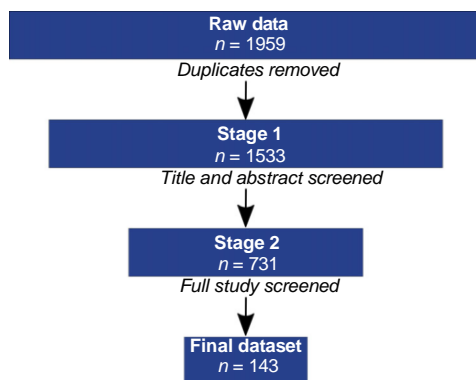 Raw data
n = 1959
Duplicates removed
Stage 1
n = 1533
Title and abstract screened
Stage 2
n = 731
Full study screened
Final dataset
n = 143